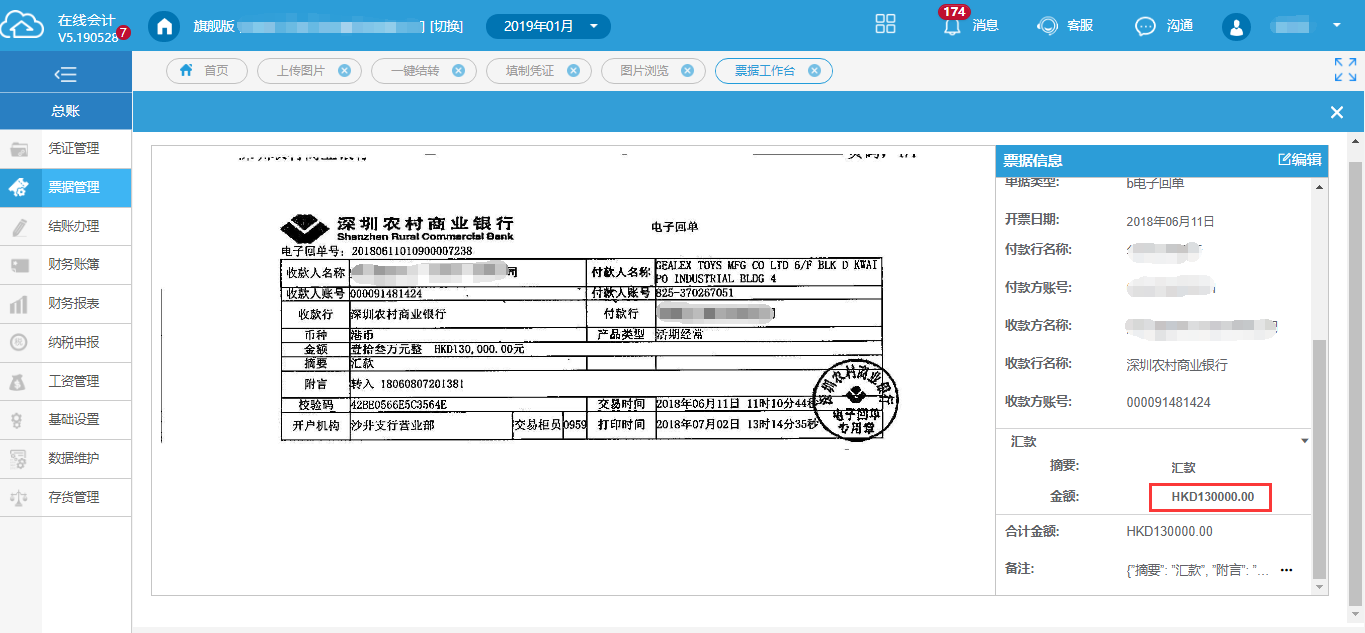 在线会计
V5.190528
7
旗舰版
[切换]
2019年01月
174
消息
客服
沟通
首页
上传图片
一键结转
填制凭证
图片浏览
票据工作台
总账
凭证管理
票据管理
结账办理
财务账簿
财务报表
纳税申报
工资管理
基础设置
数据维护
存货管理
深圳农村商业银行
Shenzhen Rural Commercial Bank
电子回单
电子回单号: 20180611010900007238
收款人名称 司 付款人名称 GEALEX TOYS MFG CO LTD 6/F BLK D KWAI
PO INDUSTRIAL BLDG 4
收款人账号 000091481424 付款人账号 825-370267051
收款行 深圳农村商业银行 付款行
币种 港币 产品类型 活期经常
金额 壹拾叁万元整 HKD130,000.00元
摘要 汇款
附言 转入 18060807201381
校验码 42BE0566E5C3564E 交易时间 2018年06月11日 11时10分44秒
开户机构 沙井支行营业部 交易柜员 0959 打印时间 2018年07月02日 13时14分35秒
深圳农村商业银行
电子回单
专用章
票据信息
编辑
单据类型: b电子回单
开票日期: 2018年06月11日
付款行名称:
付款方账号:
收款方名称:
收款行名称: 深圳农村商业银行
收款方账号: 000091481424
汇款
摘要: 汇款
金额: HKD130000.00
合计金额: HKD130000.00
备注: {"摘要": "汇款", "附言": "... ...